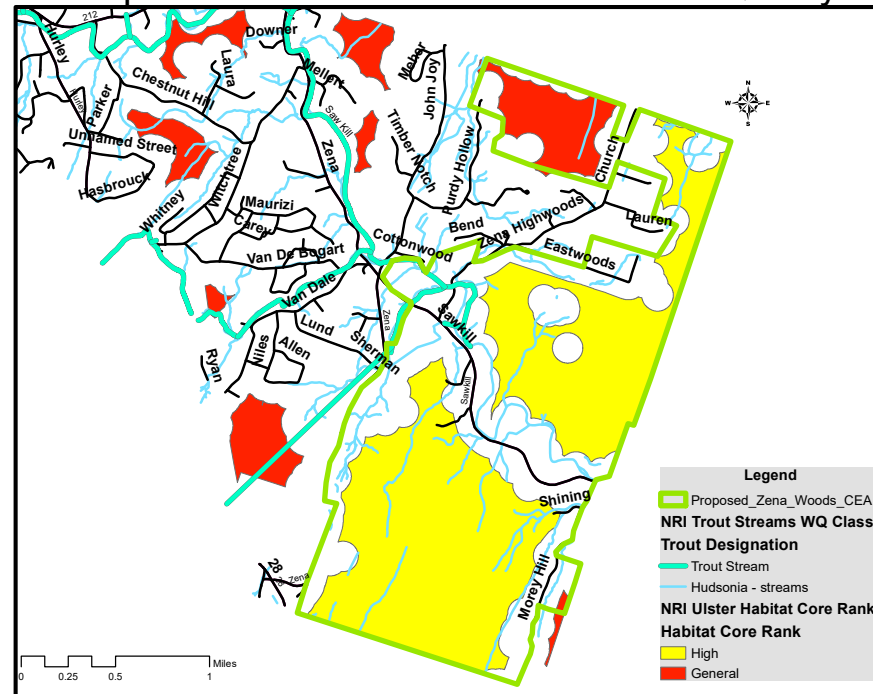 212
Hurley
Downer
Meher
John Joy
Mellert
Laura
Chestnut Hill
Parker
Saw Kill
Timber Notch
Purdy Hollow
Church
N
W E
S
Unnamed Street
Zena
Witchtree
Hasbrouck
Whitney
Maurizi
Carey
Lauren
Bend
Zena Highwoods
Cottonwood
Eastwoods
Van De Bogart
Van Dale
Zena
Sawkill
Lund
Sherman
Niles
Allen
Ryan
Sawkill
Shining
28
Zena
Morey Hill
Legend
Proposed_Zena_Woods_CEA
NRI Trout Streams WQ Class
Trout Designation
Trout Stream
Hudsonia - streams
NRI Ulster Habitat Core Rank
Habitat Core Rank
High
General
Miles
0 0.25 0.5 1